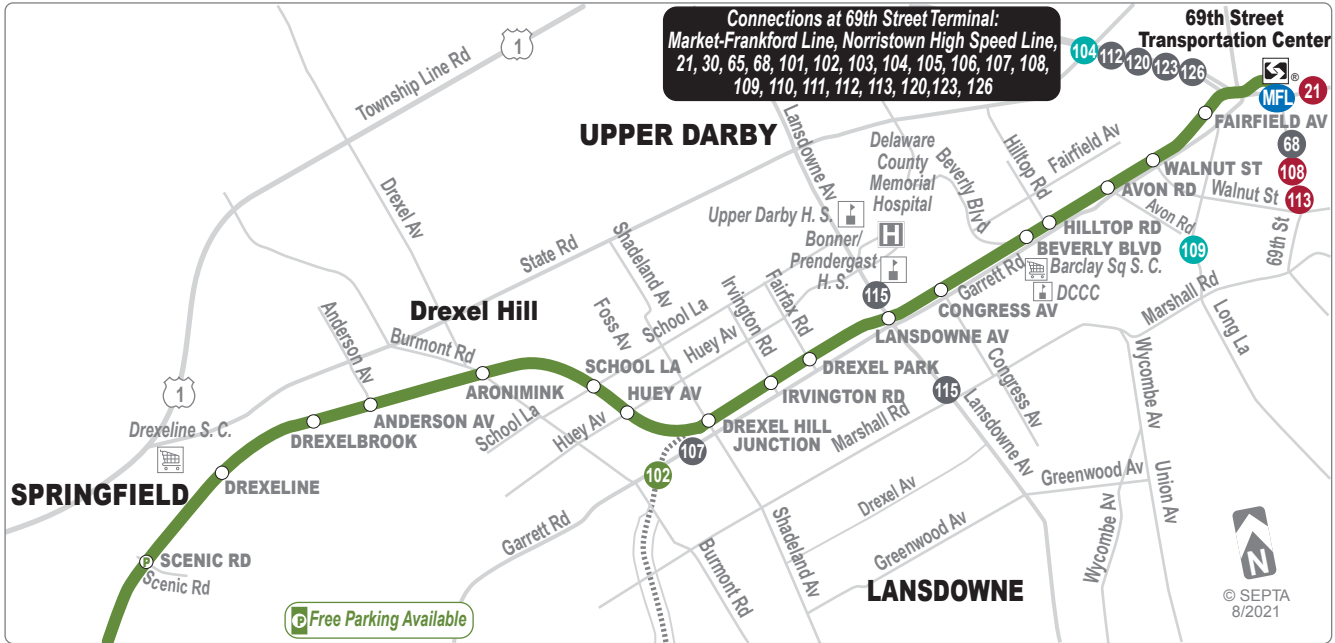 Connections at 69th Street Terminal:
Market-Frankford Line, Norristown High Speed Line,
21, 30, 65, 68, 101, 102, 103, 104, 105, 106, 107, 108,
109, 110, 111, 112, 113, 120,123, 126
69th Street
Transportation Center
104
112
120
123
126
®
MFL
21
FAIRFIELD AV
68
108
113
WALNUT ST
Walnut St
69th St
AVON RD
Avon Rd
109
HILLTOP RD
Hilltop Rd
Fairfield Av
BEVERLY BLVD
Beverly Blvd
Barclay Sq S. C.
DCCC
Garrett Rd
Marshall Rd
Long La
1
Township Line Rd
UPPER DARBY
Lansdowne Av
Delaware
County
Memorial
Hospital
H
Upper Darby H. S.
Bonner/
Prendergast
H. S.
115
CONGRESS AV
LANSDOWNE AV
Congress Av
Wycombe Av
Drexel Av
State Rd
Shadeland Av
Foss Av
School La
Huey Av
Irvington Rd
Fairfax Rd
DREXEL PARK
IRVINGTON RD
Marshall Rd
115
Lansdowne Av
Drexel Hill
Burmont Rd
Anderson Av
SCHOOL LA
HUEY AV
ARONIMINK
ANDERSON AV
DREXELBROOK
School La
Huey Av
DREXEL HILL
JUNCTION
107
102
1
Drexeline S. C.
SPRINGFIELD
DREXELINE
Garrett Rd
Burmont Rd
Shadeland Av
Drexel Av
Greenwood Av
Greenwood Av
Union Av
Wycombe Av
P SCENIC RD
Scenic Rd
LANSDOWNE
P Free Parking Available
N
© SEPTA
8/2021